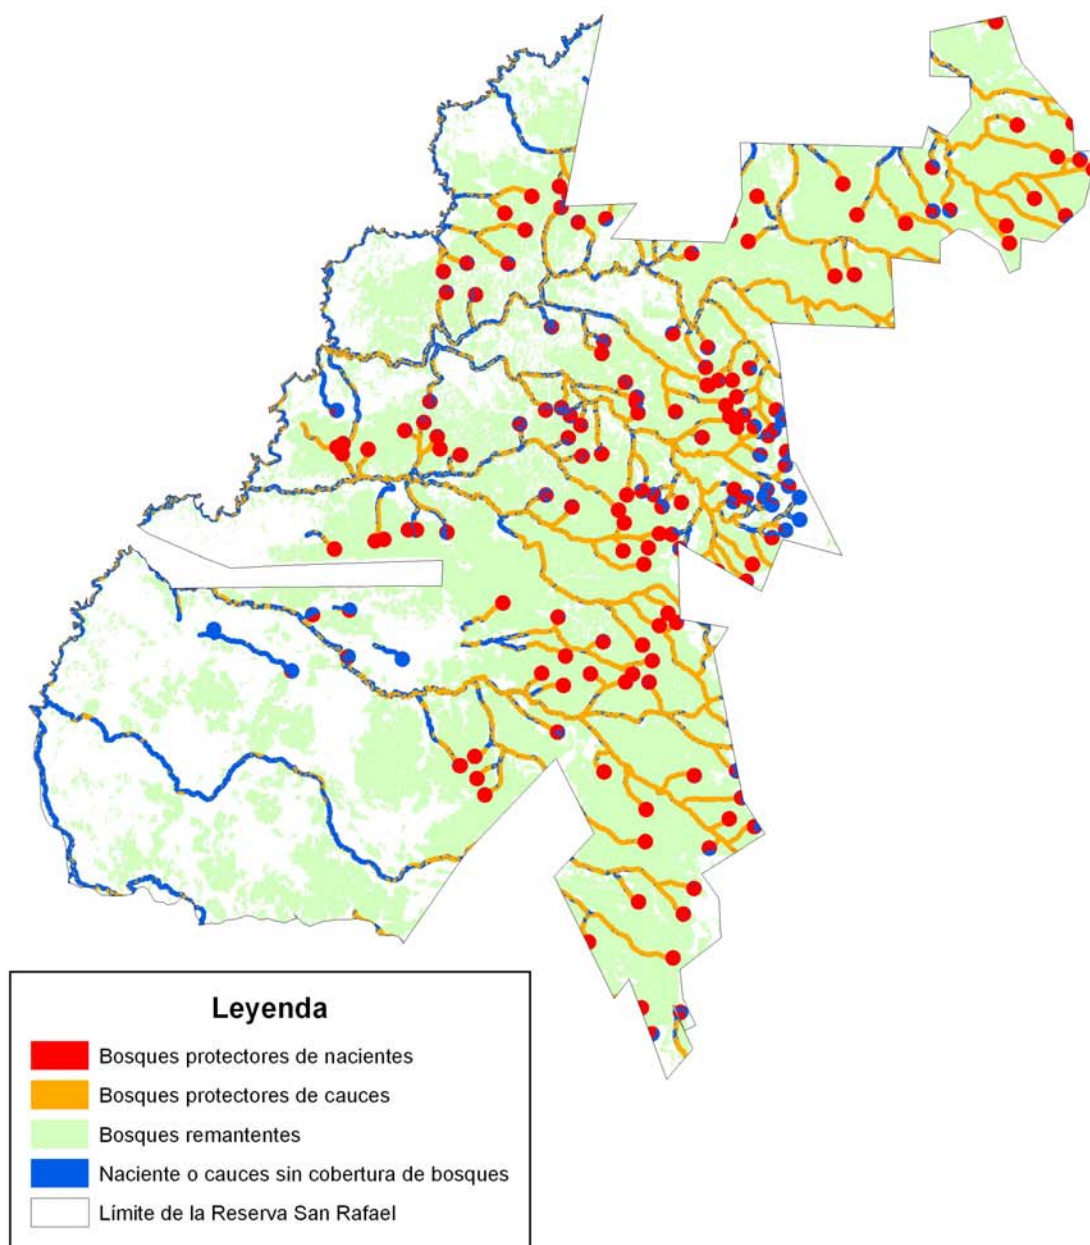 Leyenda
Bosques protectores de nacientes
Bosques protectores de cauces
Bosques remantentes
Naciente o cauces sin cobertura de bosques
Límite de la Reserva San Rafael